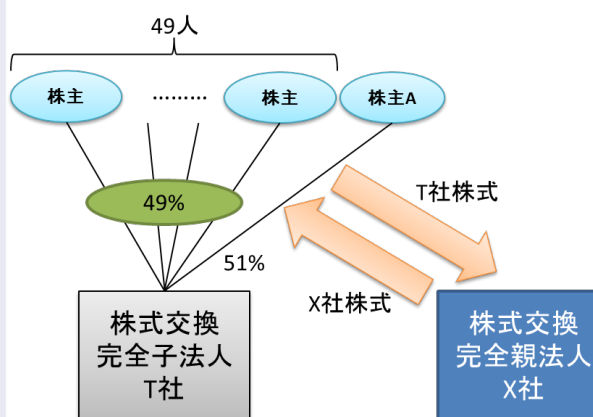 49人
株主
………
株主
株主A
49%
51%
T社株式
X社株式
株式交換
完全子法人
T社
株式交換
完全親法人
X社